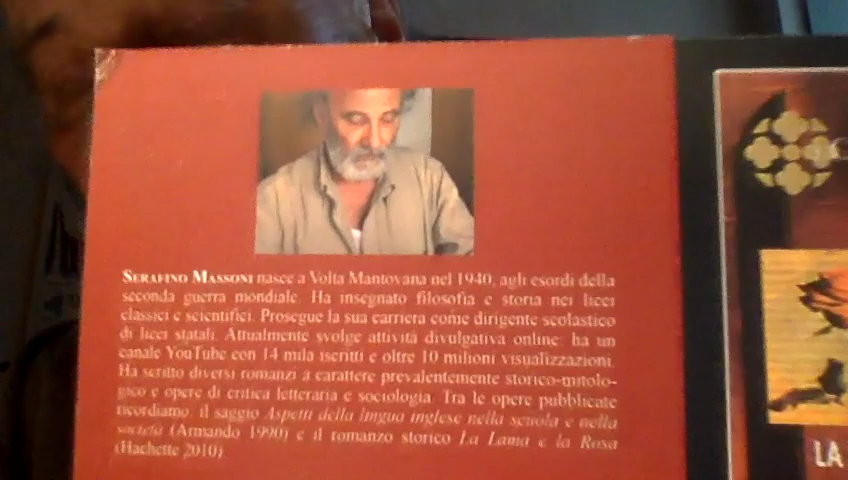 SERAFINO MASSONI nasce a Volta Mantovana nel 1940, agli esordi della
seconda guerra mondiale. Ha insegnato filosofia e storia nei licei
classici e scientifici. Prosegue la sua carriera come dirigente scolastico
di licei statali. Attualmente svolge attività divulgativa online: ha un
canale YouTube con 14 mila iscritti e oltre 10 milioni visualizzazioni.
Ha scritto diversi romanzi a carattere prevalentemente storico-mitolo-
gico e opere di critica letteraria e sociologia. Tra le opere pubblicate
ricordiamo: il saggio Aspetti della lingua inglese nella scuola e nella
società (Armando 1990) e il romanzo storico La Lama e la Rosa
(Hachette 2010).
LA